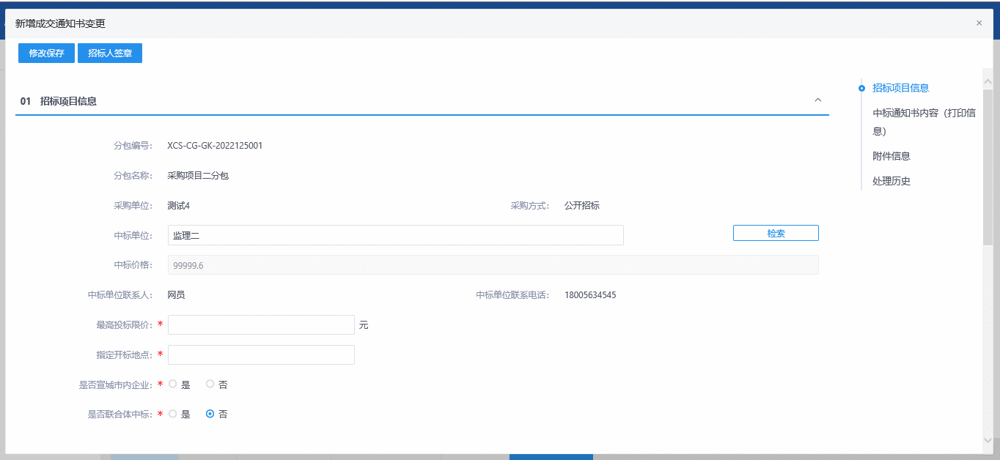 新增成交通知书变更
×
修改保存 招标人签章
01 招标项目信息
分包编号: XCS-CG-GK-2022125001
分包名称: 采购项目二分包
采购单位: 测试4 采购方式: 公开招标
中标单位: 监理二 检索
中标价格: 99999.6
中标单位联系人: 网员 中标单位联系电话: 18005634545
最高投标限价: * 元
指定开标地点: *
是否宣城市内企业: * 是 否
是否联合体中标: * 是 否
招标项目信息
中标通知书内容（打印信
息）
附件信息
处理历史